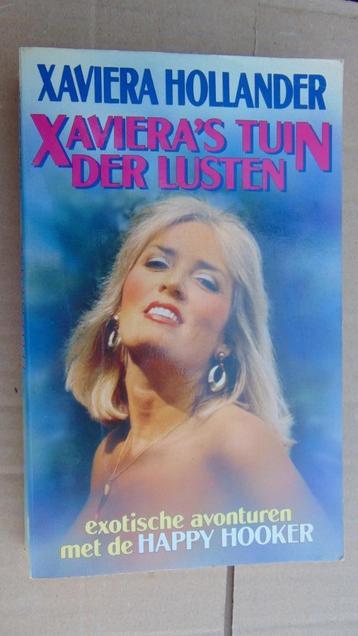 XAVIERA HOLLANDER
XAVIERA'S TUIN
DER LUSTEN
exotische avonturen
met de HAPPY HOOKER